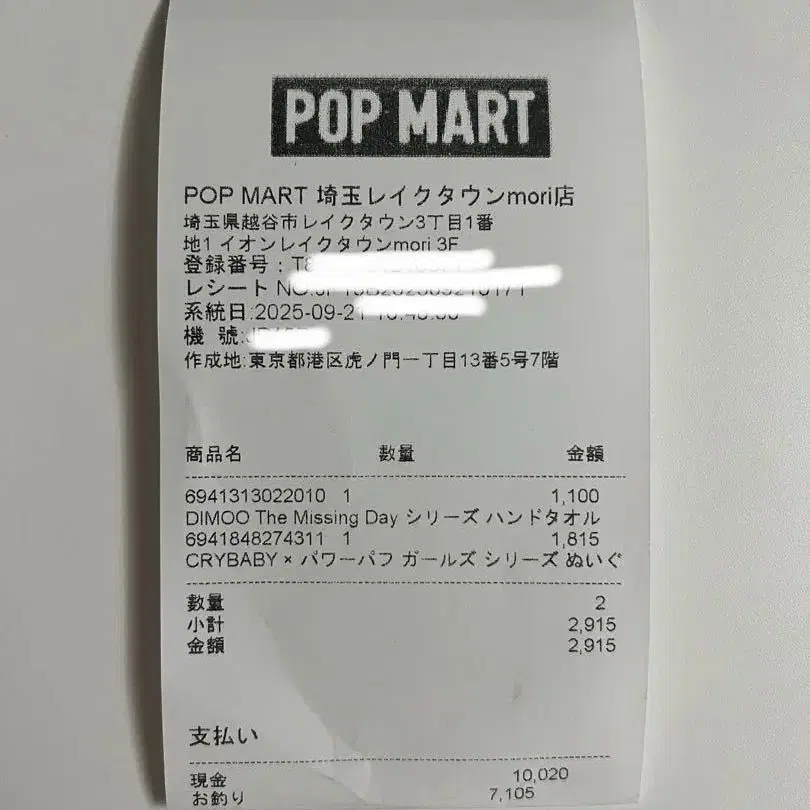 POP MART
POP MART 埼玉レイクタウンmori店
埼玉県越谷市レイクタウン3丁目1番
地1 イオンレイクタウンmori 3F
登録番号：
レシート NO.
系統日:2025-09-21
機 號:
作成地:東京都港区虎ノ門一丁目13番5号7階
商品名 数量 金額
6941313022010 1 1,100
DIMOO The Missing Day シリーズ ハンドタオル
6941848274311 1 1,815
CRYBABY × パワーパフ ガールズ シリーズ ぬいぐ
数量 2
小計 2,915
金額 2,915
支払い
現金 10,020
お釣り 7,105